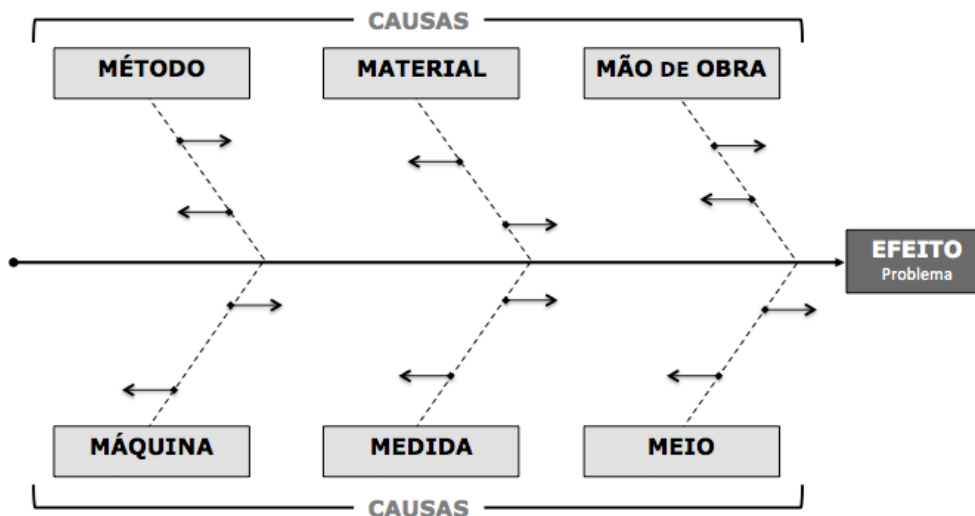 CAUSAS
MÉTODO
MATERIAL
MÃO DE OBRA
EFEITO
Problema
MÁQUINA
MEDIDA
MEIO
CAUSAS